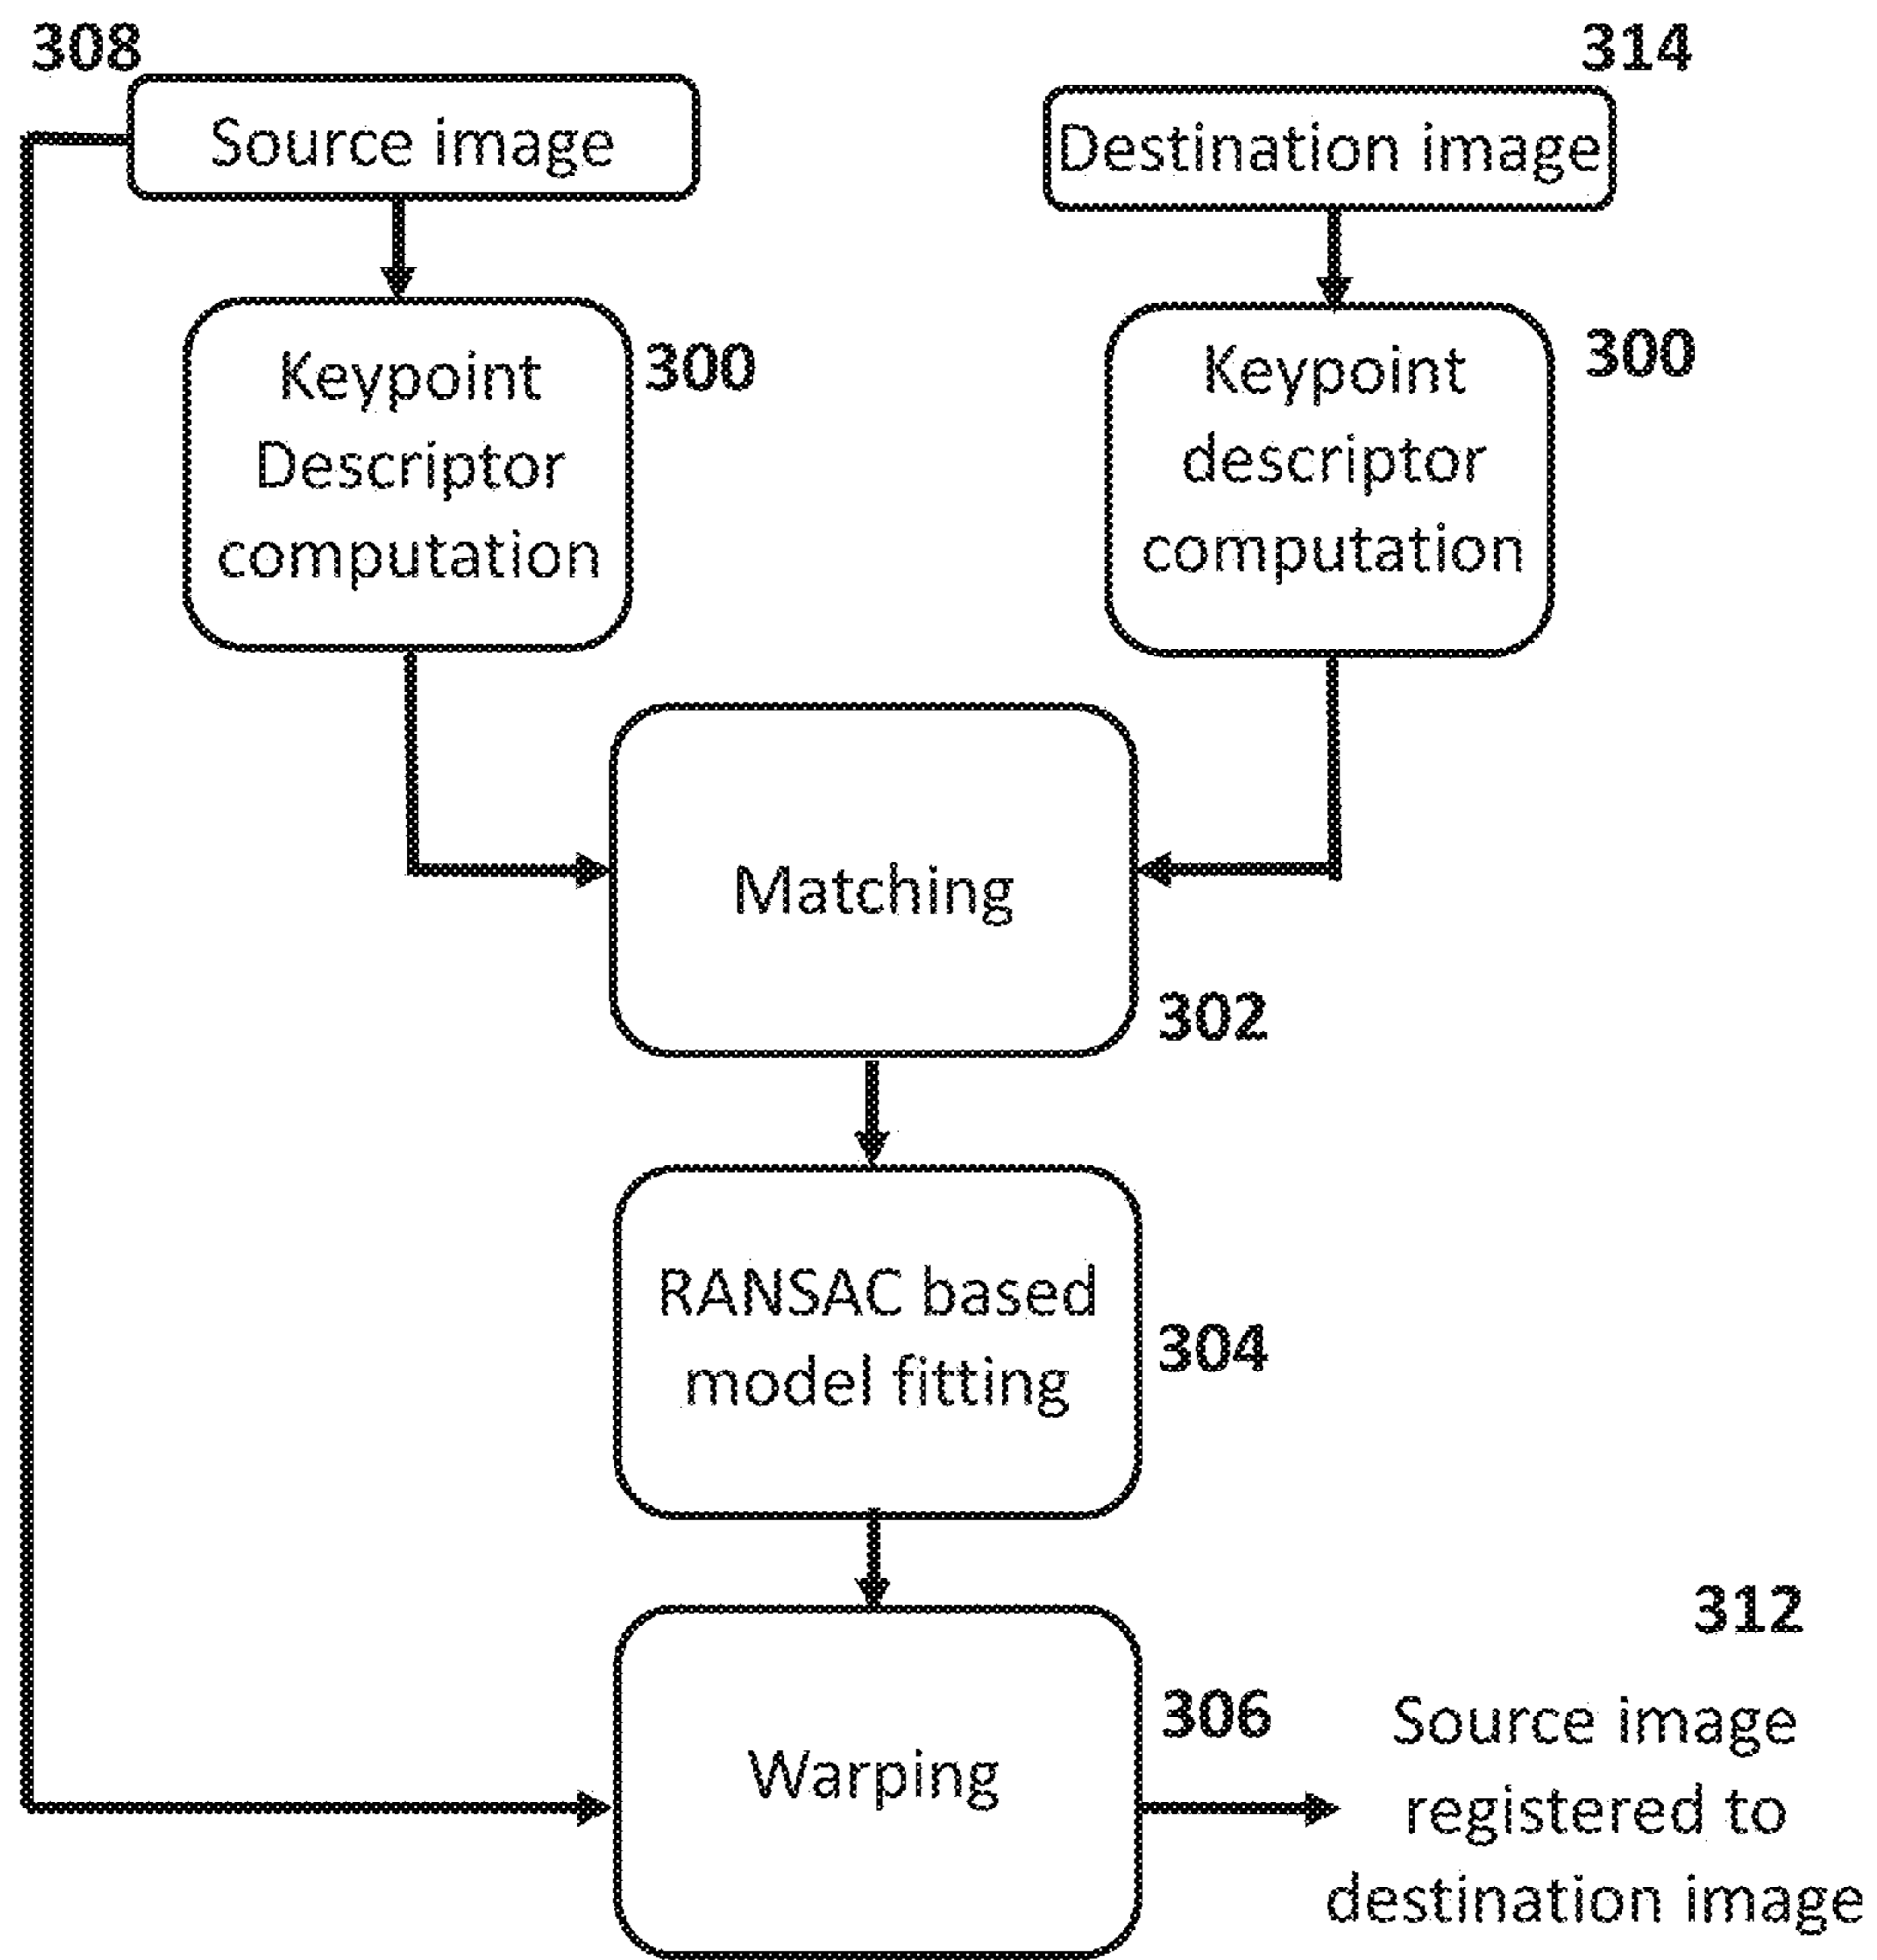 308
Source image
314
Destination image
Keypoint
Descriptor
computation
300
Keypoint
descriptor
computation
300
Matching
302
RANSAC based
model fitting
304
Warping
306
312
Source image
registered to
destination image